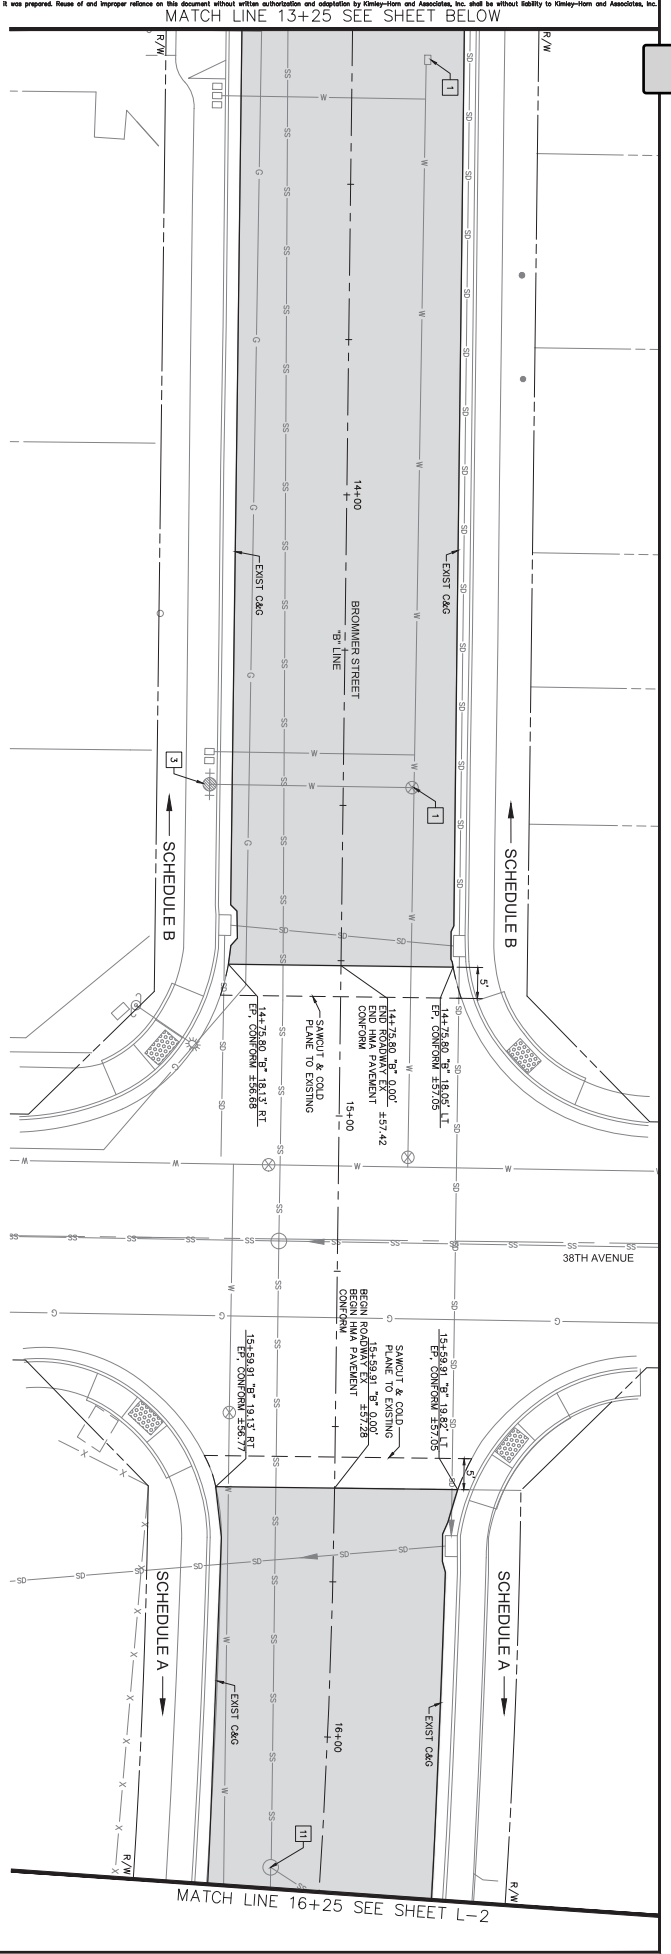 it was prepared. Reuse of and improper reliance on this document without written authorization and adaptation by Kimley-Horn and Associates, Inc. shall be without liability to Kimley-Horn and Associates, Inc.
MATCH LINE 13+25 SEE SHEET BELOW
R/W
R/W
1
SS
SD
W
G
14+00
EXIST C&G
EXIST C&G
BROMMER STREET
"B" LINE
3
1
SCHEDULE B
SCHEDULE B
5'
14+75.80 "B" 18.13' RT
EP, CONFORM ±56.68
SAWCUT & COLD
PLANE TO EXISTING
14+75.80 "B" 0.00'
END ROADWAY EX ±57.42
END HMA PAVEMENT
CONFORM
14+75.80 "B" 18.05' LT
EP, CONFORM ±57.05
15+00
38TH AVENUE
15+59.91 "B" 19.13' RT
EP, CONFORM ±56.77
15+59.91 "B" 0.00'
BEGIN ROADWAY EX ±57.28
BEGIN HMA PAVEMENT
CONFORM
SAWCUT & COLD
PLANE TO EXISTING
15+59.91 "B" 19.82' LT
EP, CONFORM ±57.05
5'
SCHEDULE A
SCHEDULE A
EXIST C&G
EXIST C&G
16+00
11
R/W
R/W
MATCH LINE 16+25 SEE SHEET L-2